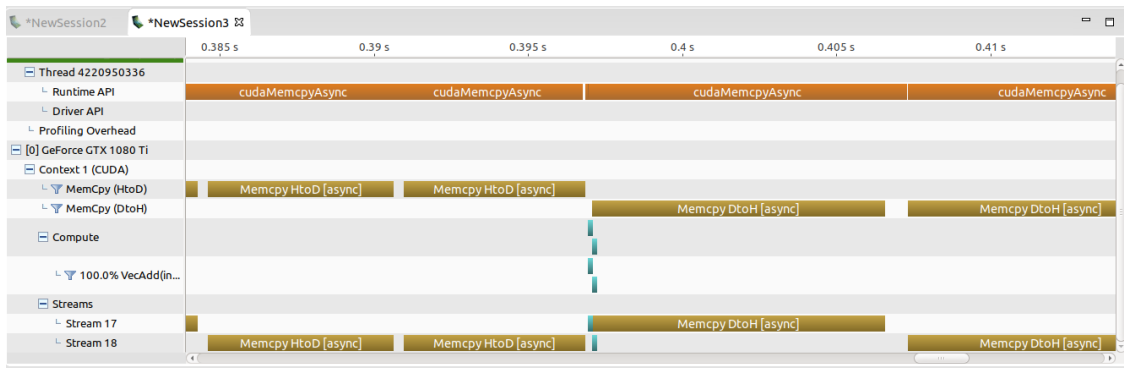 *NewSession2 *NewSession3
0.385 s 0.39 s 0.395 s 0.4 s 0.405 s 0.41 s
Thread 4220950336
Runtime API cudaMemcpyAsync cudaMemcpyAsync cudaMemcpyAsync cudaMemcpyAsync
Driver API
Profiling Overhead
[0] GeForce GTX 1080 Ti
Context 1 (CUDA)
MemCpy (HtoD) Memcpy HtoD [async] Memcpy HtoD [async]
MemCpy (DtoH) Memcpy DtoH [async] Memcpy DtoH [async]
Compute
100.0% VecAdd(in...
Streams
Stream 17 Memcpy DtoH [async]
Stream 18 Memcpy HtoD [async] Memcpy HtoD [async] Memcpy DtoH [async]